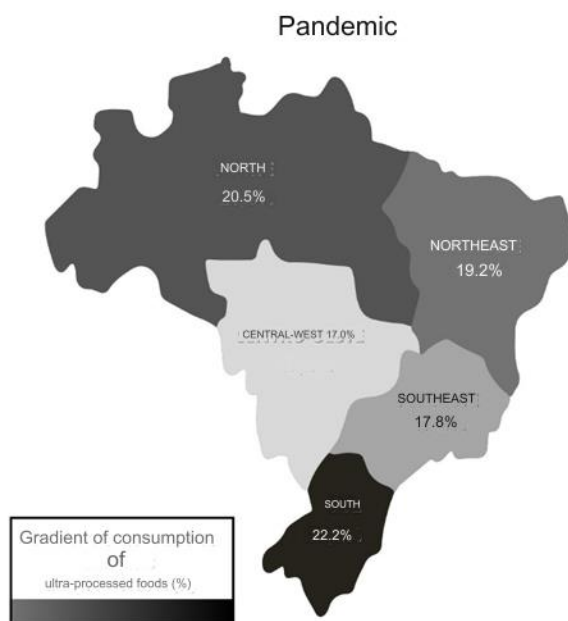 Pandemic
NORTH
20.5%
NORTHEAST
19.2%
CENTRAL-WEST 17.0%
SOUTHEAST
17.8%
SOUTH
22.2%
Gradient of consumption
of
ultra-processed foods (%)